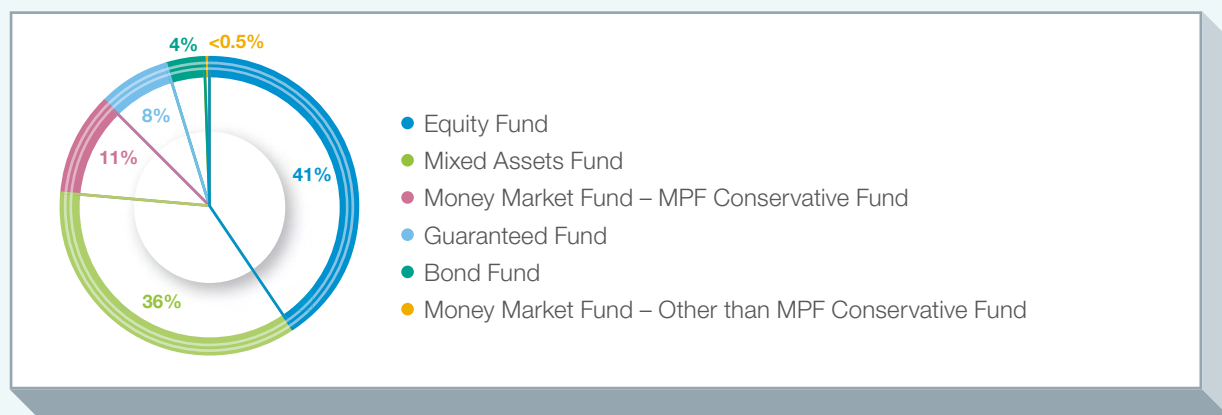 4%
<0.5%
8%
11%
41%
36%
Equity Fund
Mixed Assets Fund
Money Market Fund – MPF Conservative Fund
Guaranteed Fund
Bond Fund
Money Market Fund – Other than MPF Conservative Fund